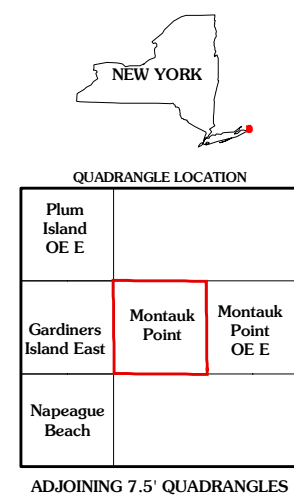 NEW YORK
QUADRANGLE LOCATION
Plum
Island
OE E
Gardiners
Island East
Montauk
Point
Montauk
Point
OE E
Napeague
Beach
ADJOINING 7.5' QUADRANGLES